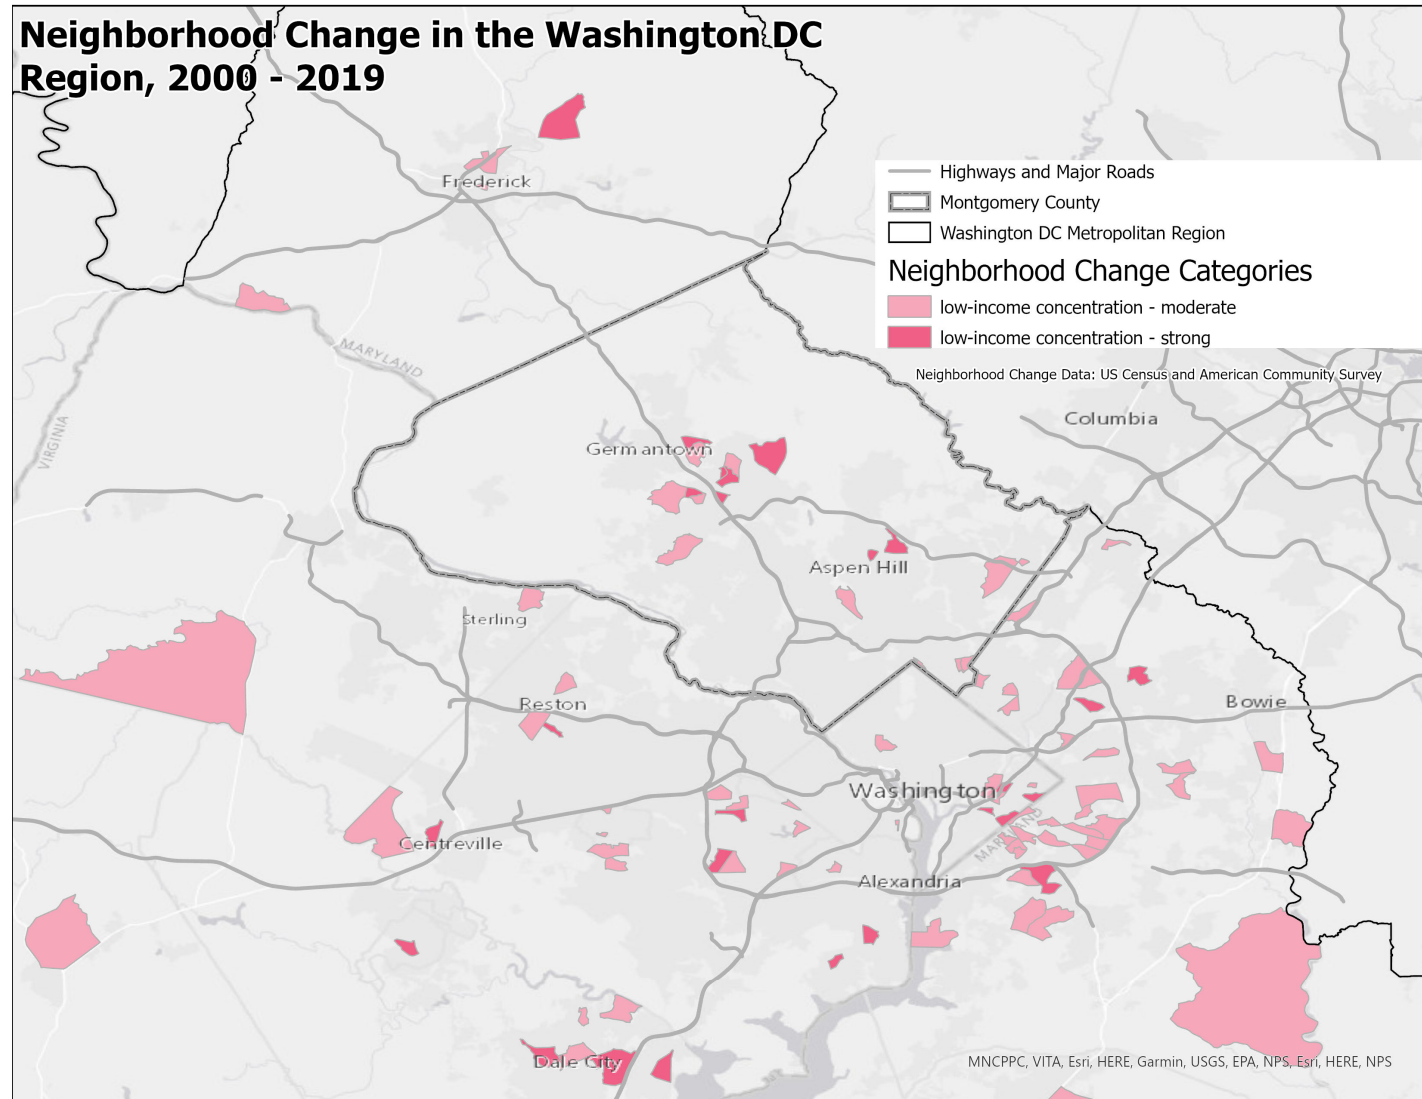 Neighborhood Change in the Washington DC
Region, 2000 - 2019
Highways and Major Roads
Montgomery County
Washington DC Metropolitan Region
Neighborhood Change Categories
low-income concentration - moderate
low-income concentration - strong
Neighborhood Change Data: US Census and American Community Survey
Frederick
MARYLAND
VIRGINIA
Columbia
Germantown
Aspen Hill
Sterling
Reston
Bowie
Washington
MARYLAND
Centreville
Alexandria
Dale City
MNCPPC, VITA, Esri, HERE, Garmin, USGS, EPA, NPS, Esri, HERE, NPS